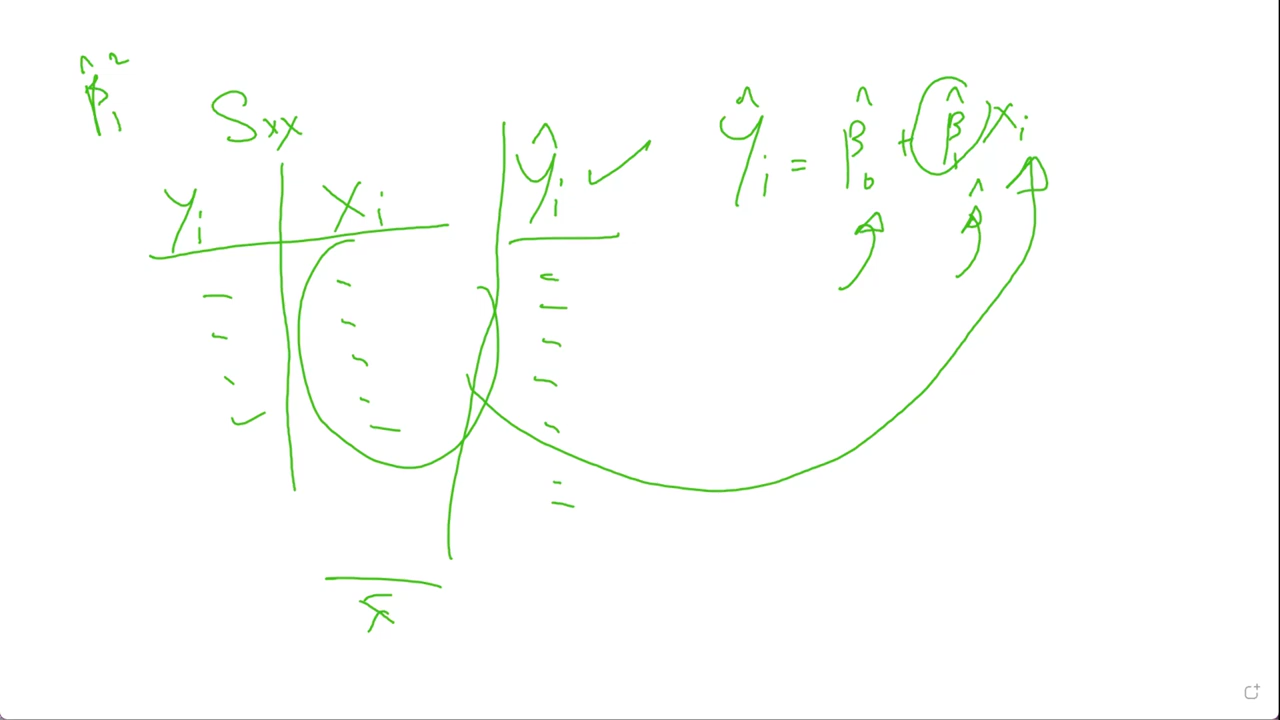 β̂₁²
Sxx
ŷᵢ = β̂₀ + (β̂₁)xᵢ
yᵢ xᵢ ŷᵢ ✓
x̄